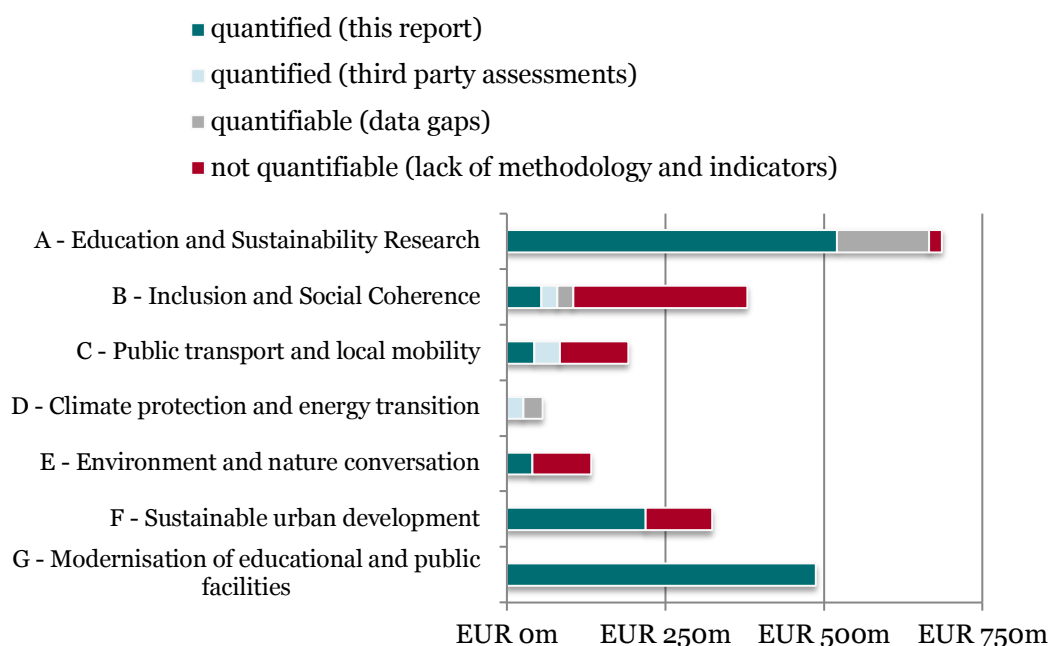 quantified (this report)
quantified (third party assessments)
quantifiable (data gaps)
not quantifiable (lack of methodology and indicators)
A - Education and Sustainability Research
B - Inclusion and Social Coherence
C - Public transport and local mobility
D - Climate protection and energy transition
E - Environment and nature conversation
F - Sustainable urban development
G - Modernisation of educational and public
facilities
EUR 0m EUR 250m EUR 500m EUR 750m